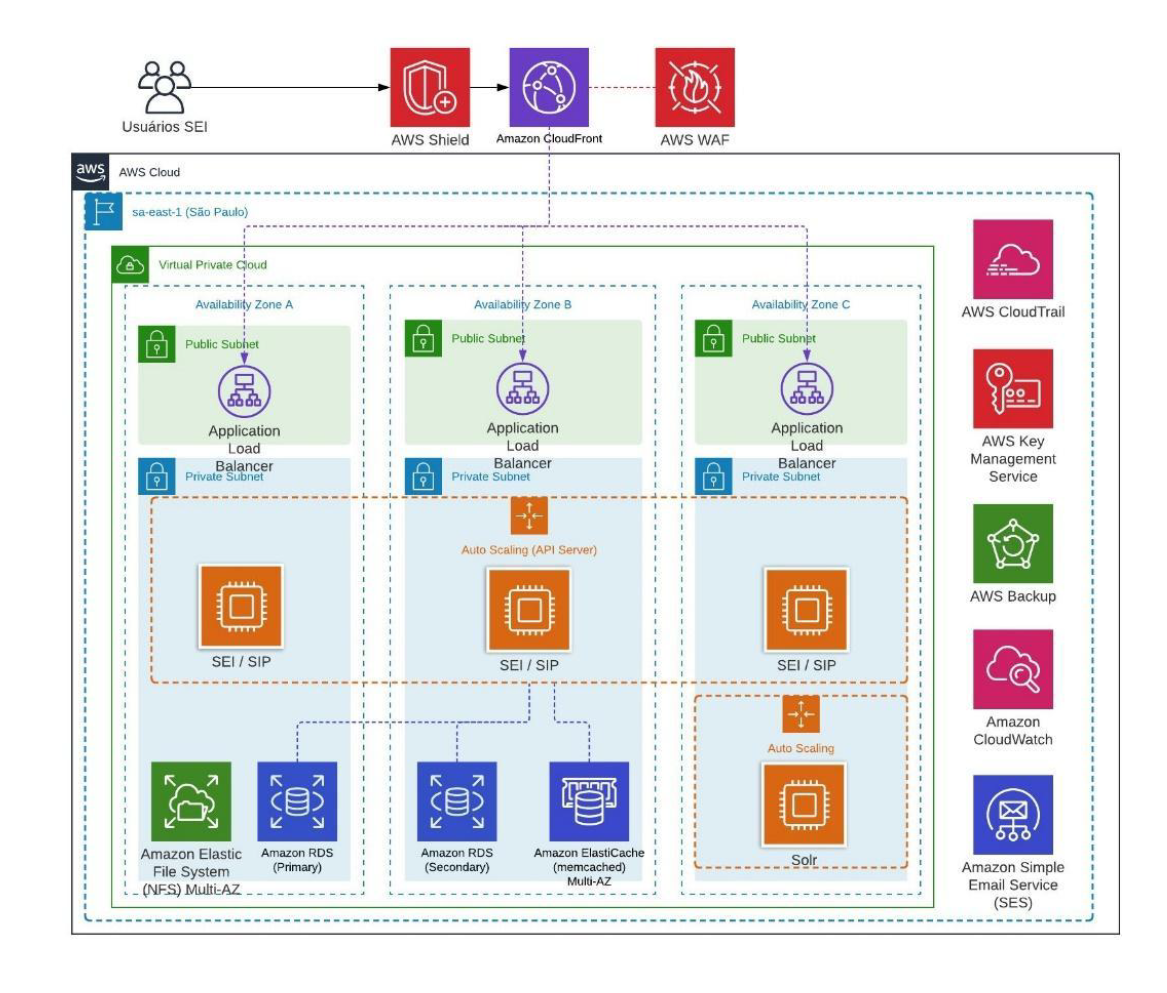 Usuários SEI
AWS Shield
Amazon CloudFront
AWS WAF
aws
AWS Cloud
sa-east-1 (São Paulo)
Virtual Private Cloud
Availability Zone A
Availability Zone B
Availability Zone C
Public Subnet
Public Subnet
Public Subnet
Application
Load
Balancer
Application
Load
Balancer
Application
Load
Balancer
Private Subnet
Private Subnet
Private Subnet
Auto Scaling (API Server)
SEI / SIP
SEI / SIP
SEI / SIP
Auto Scaling
Solr
Amazon Elastic
File System
(NFS) Multi-AZ
Amazon RDS
(Primary)
Amazon RDS
(Secondary)
Amazon ElastiCache
(memcached)
Multi-AZ
AWS CloudTrail
AWS Key
Management
Service
AWS Backup
Amazon
CloudWatch
Amazon Simple
Email Service
(SES)